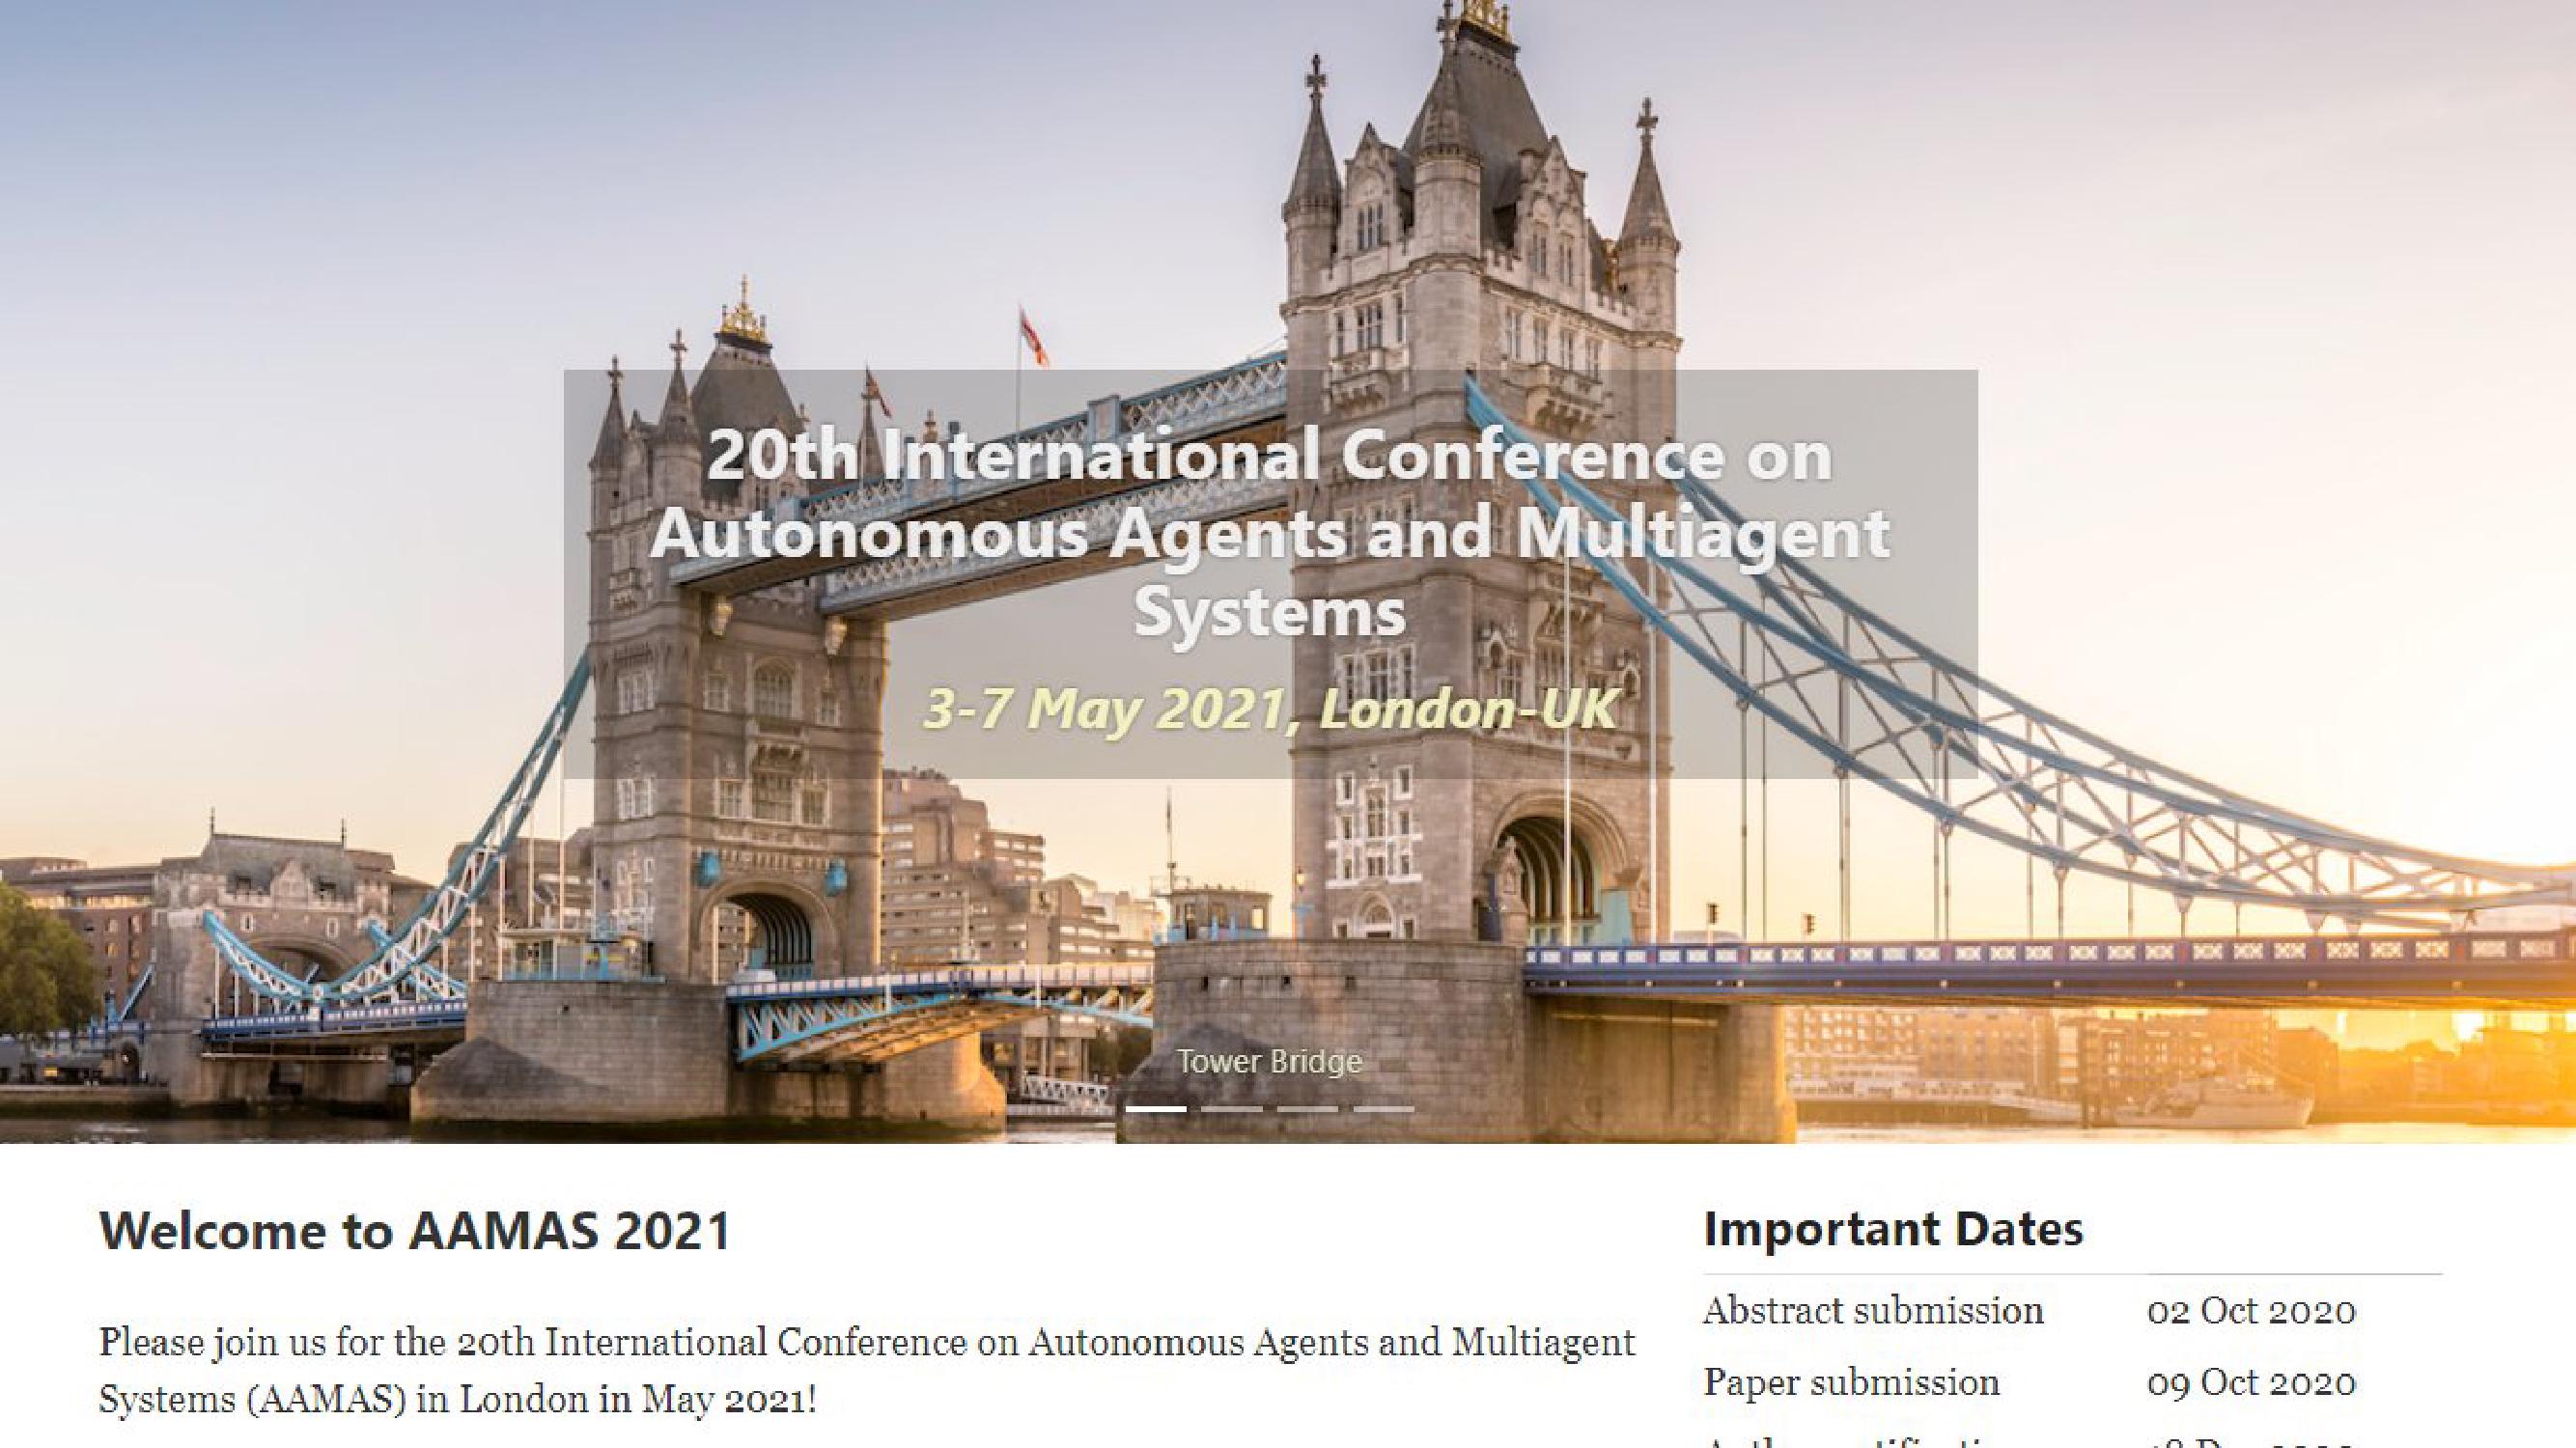 20th International Conference on
Autonomous Agents and Multiagent
Systems
3-7 May 2021, London-UK
Tower Bridge
Welcome to AAMAS 2021
Please join us for the 20th International Conference on Autonomous Agents and Multiagent
Systems (AAMAS) in London in May 2021!
Important Dates
Abstract submission 02 Oct 2020
Paper submission 09 Oct 2020